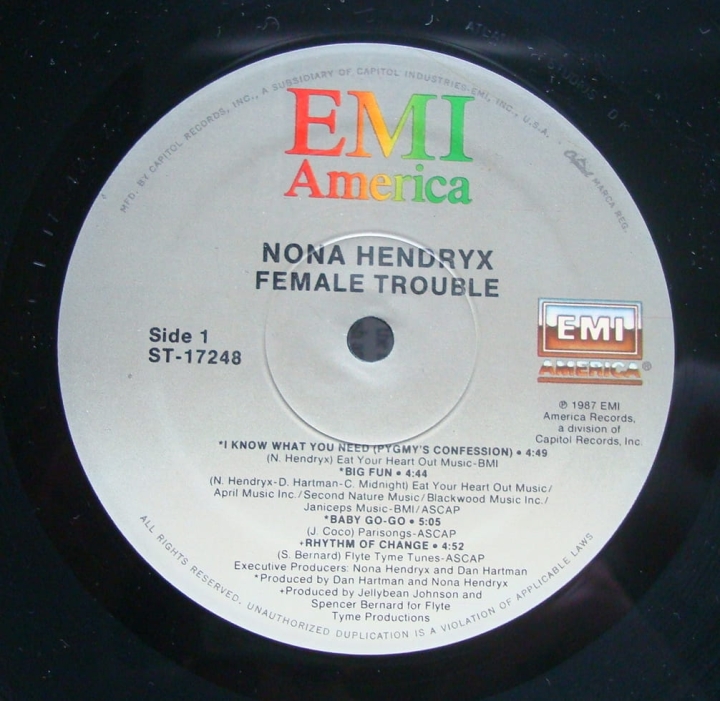 MFD. BY CAPITOL RECORDS, INC., A SUBSIDIARY OF CAPITOL INDUSTRIES-EMI, INC., U.S.A. Capitol MARCA REG.
EMI
America
NONA HENDRYX
FEMALE TROUBLE
Side 1
ST-17248
EMI
AMERICA®
℗ 1987 EMI
America Records,
a division of
Capitol Records, Inc.
*I KNOW WHAT YOU NEED (PYGMY'S CONFESSION) • 4:49
(N. Hendryx) Eat Your Heart Out Music-BMI
*BIG FUN • 4:44
(N. Hendryx-D. Hartman-C. Midnight) Eat Your Heart Out Music/
April Music Inc./Second Nature Music/Blackwood Music Inc./
Janiceps Music-BMI/ASCAP
*BABY GO-GO • 5:05
(J. Coco) Parisongs-ASCAP
+RHYTHM OF CHANGE • 4:52
(S. Bernard) Flyte Tyme Tunes-ASCAP
Executive Producers: Nona Hendryx and Dan Hartman
*Produced by Dan Hartman and Nona Hendryx
+Produced by Jellybean Johnson and
Spencer Bernard for Flyte
Tyme Productions
ALL RIGHTS RESERVED. UNAUTHORIZED DUPLICATION IS A VIOLATION OF APPLICABLE LAWS